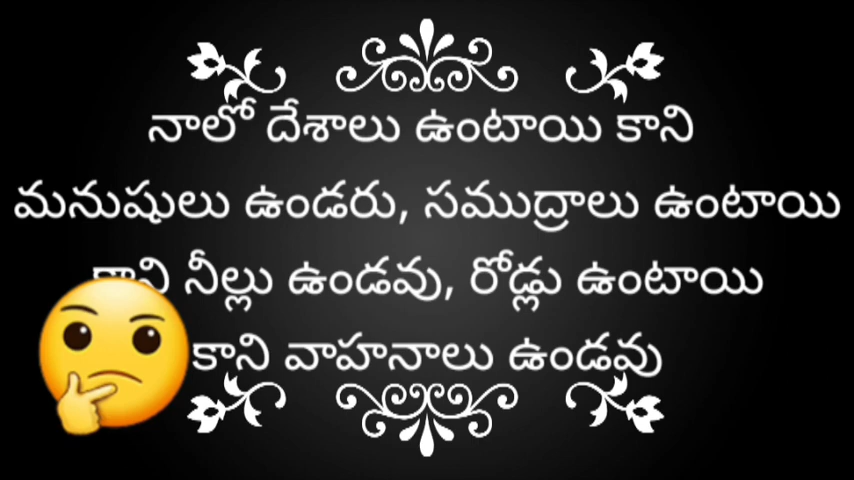 నాలో దేశాలు ఉంటాయి కాని
మనుషులు ఉండరు, సముద్రాలు ఉంటాయి
కాని నీల్లు ఉండవు, రోడ్లు ఉంటాయి
కాని వాహనాలు ఉండవు